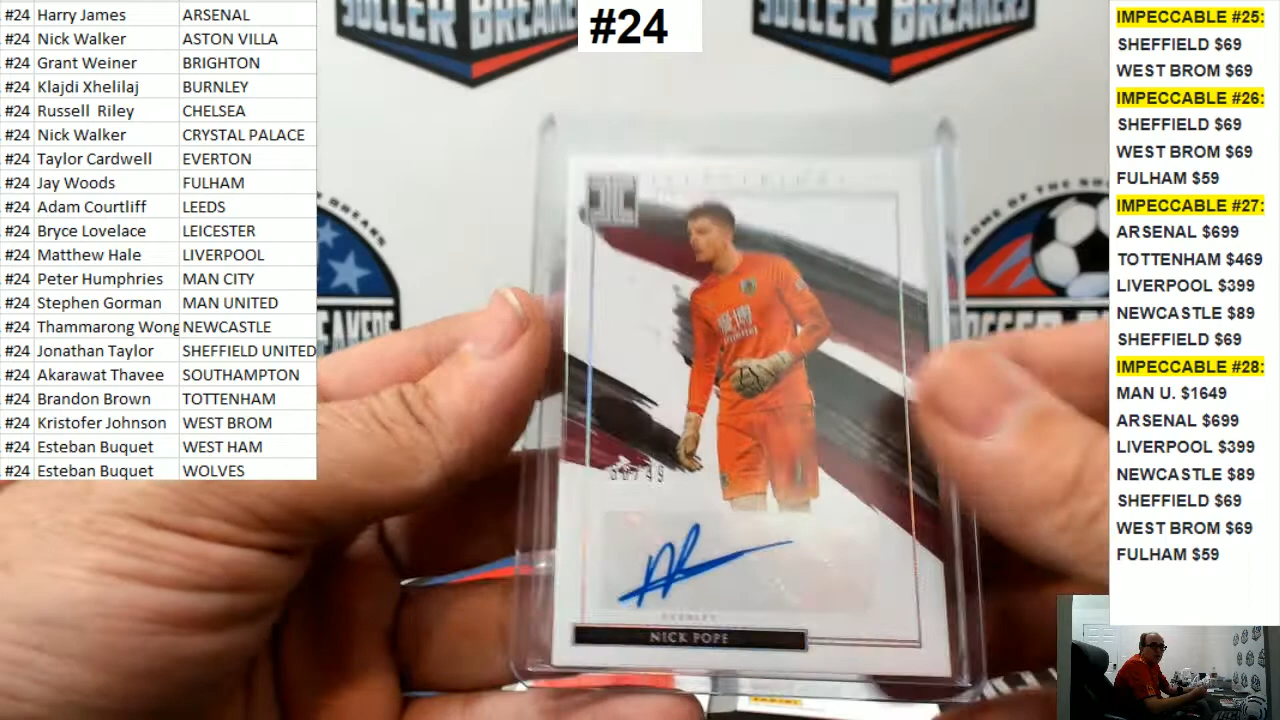 #24 Harry James ARSENAL
#24 Nick Walker ASTON VILLA
#24 Grant Weiner BRIGHTON
#24 Klajdi Xhelilaj BURNLEY
#24 Russell Riley CHELSEA
#24 Nick Walker CRYSTAL PALACE
#24 Taylor Cardwell EVERTON
#24 Jay Woods FULHAM
#24 Adam Courtliff LEEDS
#24 Bryce Lovelace LEICESTER
#24 Matthew Hale LIVERPOOL
#24 Peter Humphries MAN CITY
#24 Stephen Gorman MAN UNITED
#24 Thammarong Wong NEWCASTLE
#24 Jonathan Taylor SHEFFIELD UNITED
#24 Akarawat Thavee SOUTHAMPTON
#24 Brandon Brown TOTTENHAM
#24 Kristofer Johnson WEST BROM
#24 Esteban Buquet WEST HAM
#24 Esteban Buquet WOLVES
SOCCER BREAKERS
#24
SOCCER BREAKERS
BURNLEY
NICK POPE
PANINI
IMPECCABLE #25:
SHEFFIELD $69
WEST BROM $69
IMPECCABLE #26:
SHEFFIELD $69
WEST BROM $69
FULHAM $59
IMPECCABLE #27:
ARSENAL $699
TOTTENHAM $469
LIVERPOOL $399
NEWCASTLE $89
SHEFFIELD $69
IMPECCABLE #28:
MAN U. $1649
ARSENAL $699
LIVERPOOL $399
NEWCASTLE $89
SHEFFIELD $69
WEST BROM $69
FULHAM $59